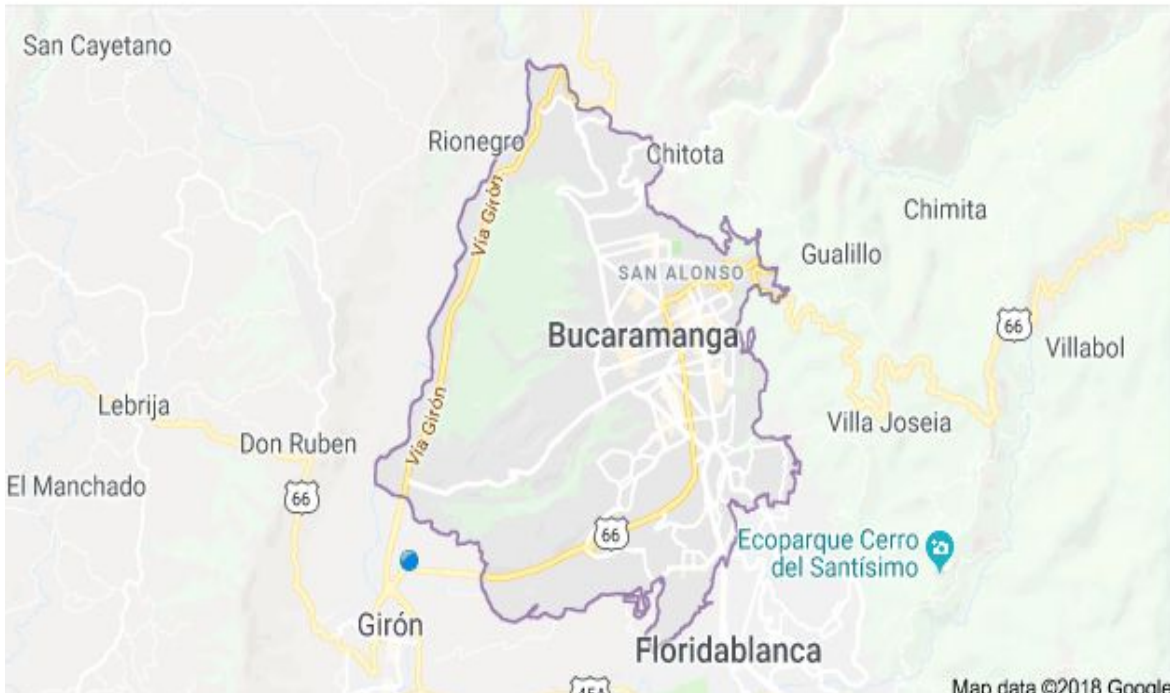 San Cayetano
Rionegro
Chitota
Vía Girón
Chimita
Gualillo
SAN ALONSO
66
Bucaramanga
Villabol
Lebrija
Vía Girón
Villa Joseia
Don Ruben
El Manchado
66
66
Ecoparque Cerro
del Santísimo
Girón
Floridablanca
45A
Map data ©2018 Google